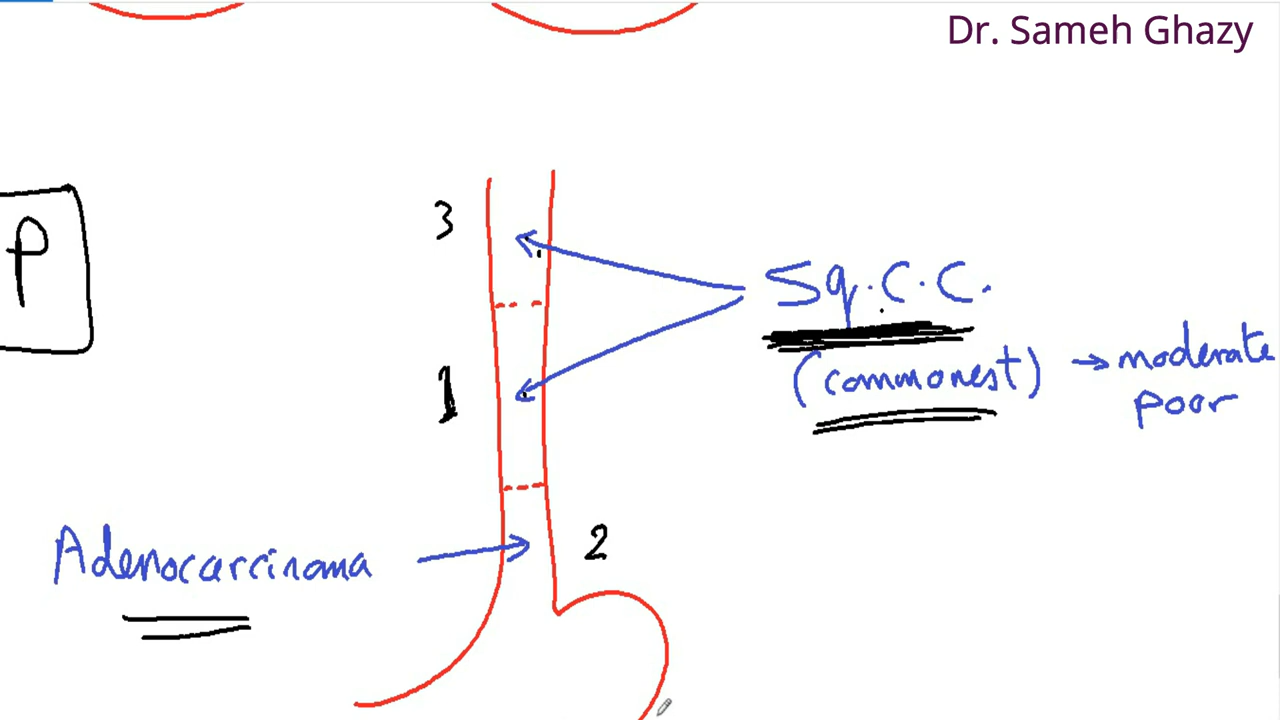 Dr. Sameh Ghazy
P
3
Sq.C.C.
(commonest) → moderate
poor
1
Adenocarcinoma
2